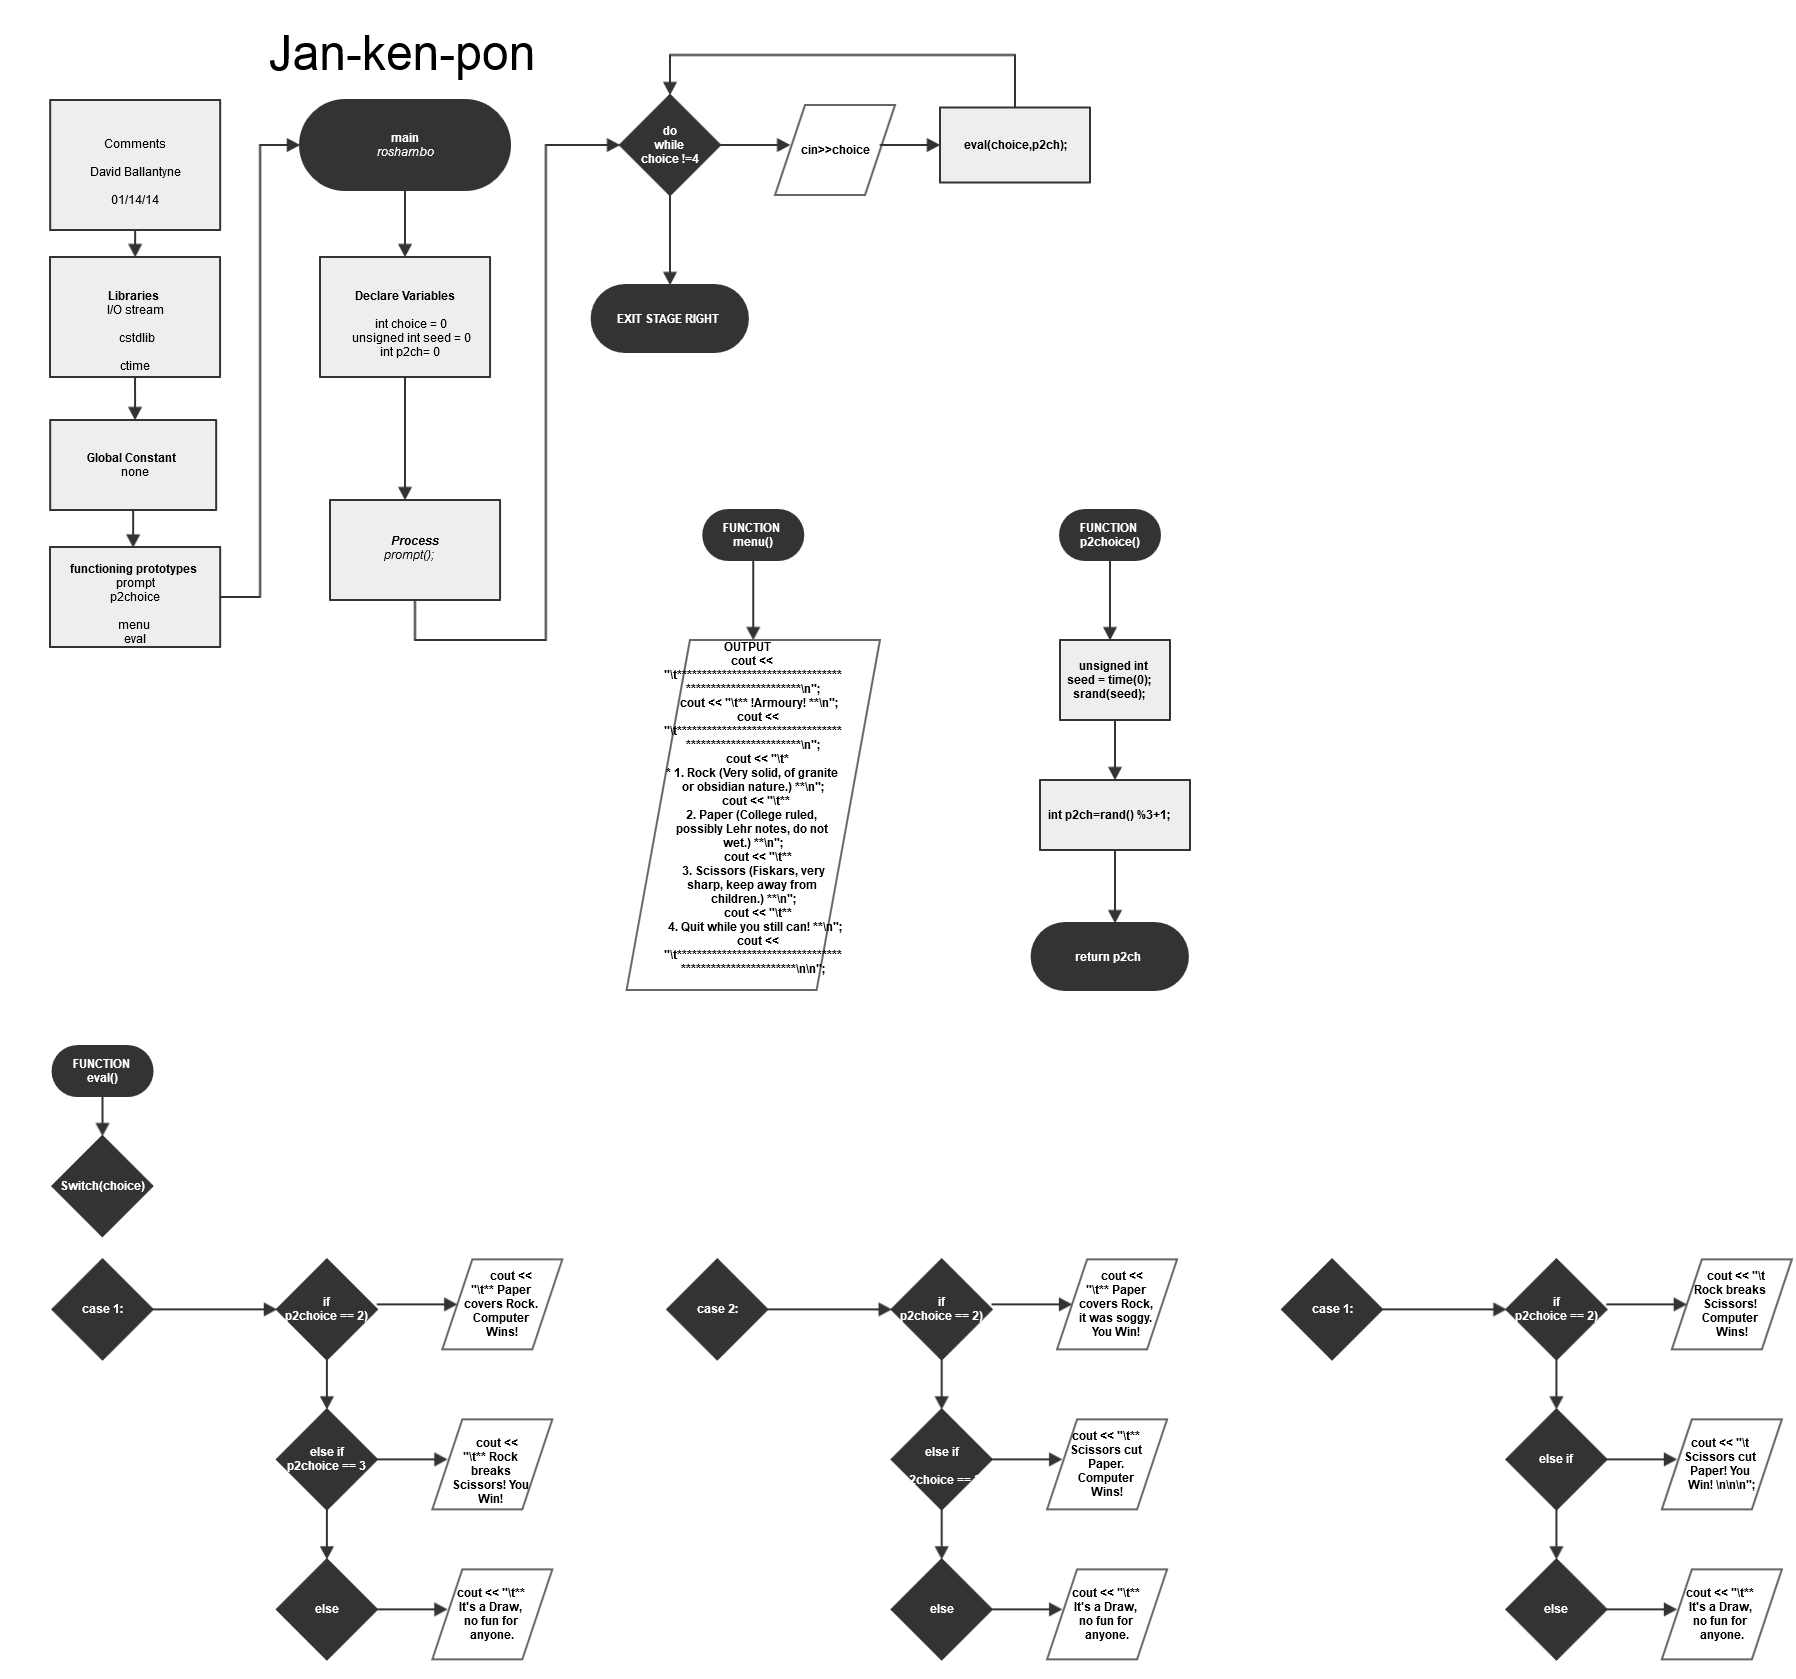 Jan-ken-pon
Comments
David Ballantyne
01/14/14
Libraries
I/O stream
cstdlib
ctime
Global Constant
none
functioning prototypes
prompt
p2choice
menu
eval
main
roshambo
Declare Variables
int choice = 0
unsigned int seed = 0
int p2ch= 0
Process
prompt();
do
while
choice !=4
cin>>choice
eval(choice,p2ch);
EXIT STAGE RIGHT
FUNCTION
menu()
OUTPUT
cout <<
"\t*********************************
***********************\n";
cout << "\t** !Armoury! **\n";
cout <<
"\t*********************************
***********************\n";
cout << "\t*
* 1. Rock (Very solid, of granite
or obsidian nature.) **\n";
cout << "\t**
2. Paper (College ruled,
possibly Lehr notes, do not
wet.) **\n";
cout << "\t**
3. Scissors (Fiskars, very
sharp, keep away from
children.) **\n";
cout << "\t**
4. Quit while you still can! **\n";
cout <<
"\t*********************************
***********************\n\n";
FUNCTION
p2choice()
unsigned int
seed = time(0);
srand(seed);
int p2ch=rand() %3+1;
return p2ch
FUNCTION
eval()
Switch(choice)
case 1:
if
p2choice == 2)
cout <<
"\t** Paper
covers Rock.
Computer
Wins!
else if
p2choice == 3
cout <<
"\t** Rock
breaks
Scissors! You
Win!
else
cout << "\t**
It's a Draw,
no fun for
anyone.
case 2:
if
p2choice == 2)
cout <<
"\t** Paper
covers Rock,
it was soggy.
You Win!
else if
2choice ==
cout << "\t**
Scissors cut
Paper.
Computer
Wins!
else
cout << "\t**
It's a Draw,
no fun for
anyone.
case 1:
if
p2choice == 2)
cout << "\t
Rock breaks
Scissors!
Computer
Wins!
else if
cout << "\t
Scissors cut
Paper! You
Win! \n\n\n";
else
cout << "\t**
It's a Draw,
no fun for
anyone.